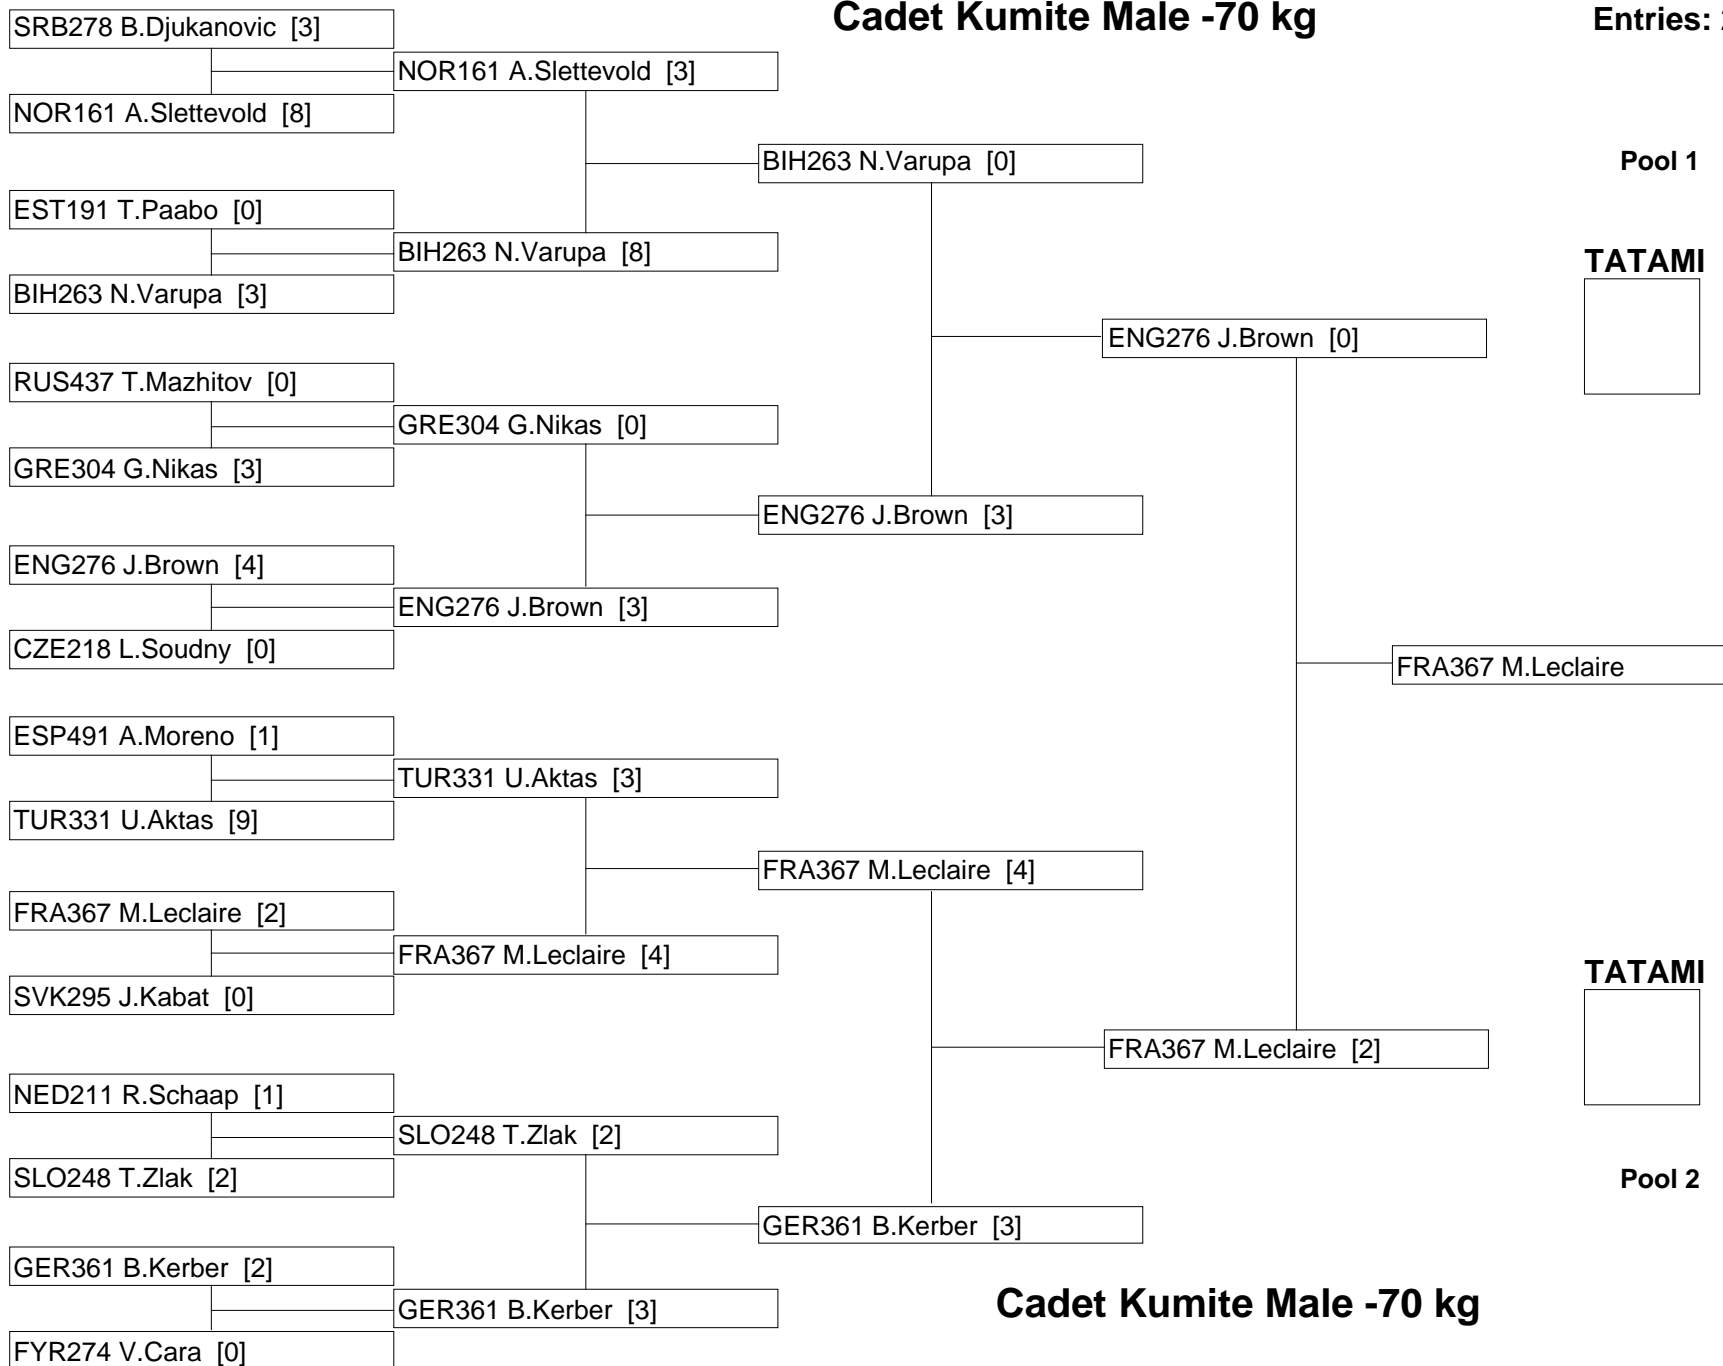 Cadet Kumite Male -70 kg
Entries:
SRB278 B.Djukanovic [3]
NOR161 A.Slettevold [3]
NOR161 A.Slettevold [8]
BIH263 N.Varupa [0]
Pool 1
EST191 T.Paabo [0]
BIH263 N.Varupa [8]
TATAMI
BIH263 N.Varupa [3]
ENG276 J.Brown [0]
RUS437 T.Mazhitov [0]
GRE304 G.Nikas [0]
GRE304 G.Nikas [3]
ENG276 J.Brown [3]
ENG276 J.Brown [4]
ENG276 J.Brown [3]
CZE218 L.Soudny [0]
FRA367 M.Leclaire
ESP491 A.Moreno [1]
TUR331 U.Aktas [3]
TUR331 U.Aktas [9]
FRA367 M.Leclaire [4]
FRA367 M.Leclaire [2]
FRA367 M.Leclaire [4]
TATAMI
SVK295 J.Kabat [0]
FRA367 M.Leclaire [2]
NED211 R.Schaap [1]
SLO248 T.Zlak [2]
SLO248 T.Zlak [2]
Pool 2
GER361 B.Kerber [3]
GER361 B.Kerber [2]
GER361 B.Kerber [3]
Cadet Kumite Male -70 kg
FYR274 V.Cara [0]